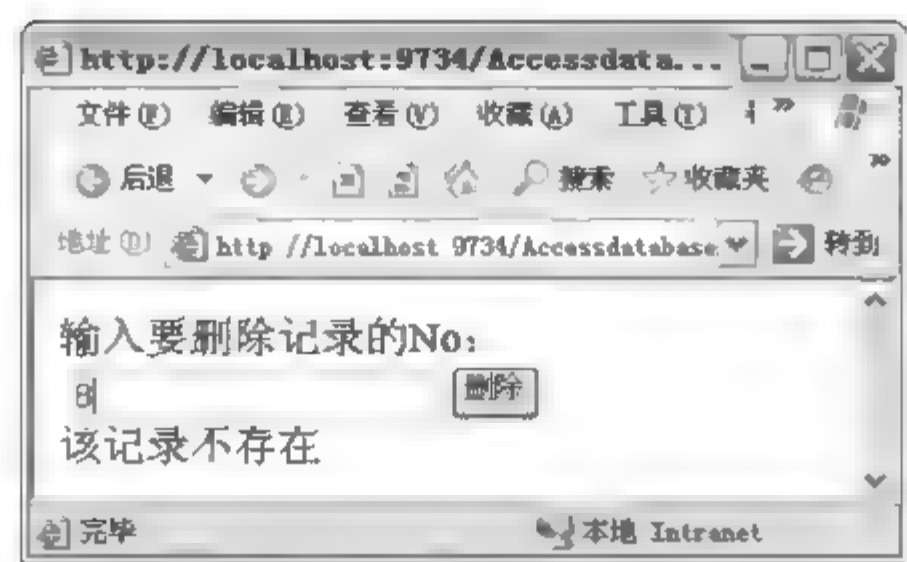 http://localhost:9734/Accessdata...
文件(F) 编辑(E) 查看(V) 收藏(A) 工具(T)
后退 搜索 收藏夹
地址(D) http //localhost 9734/Accessdatabase 转到
输入要删除记录的No:
8 删除
该记录不存在
完毕 本地 Intranet